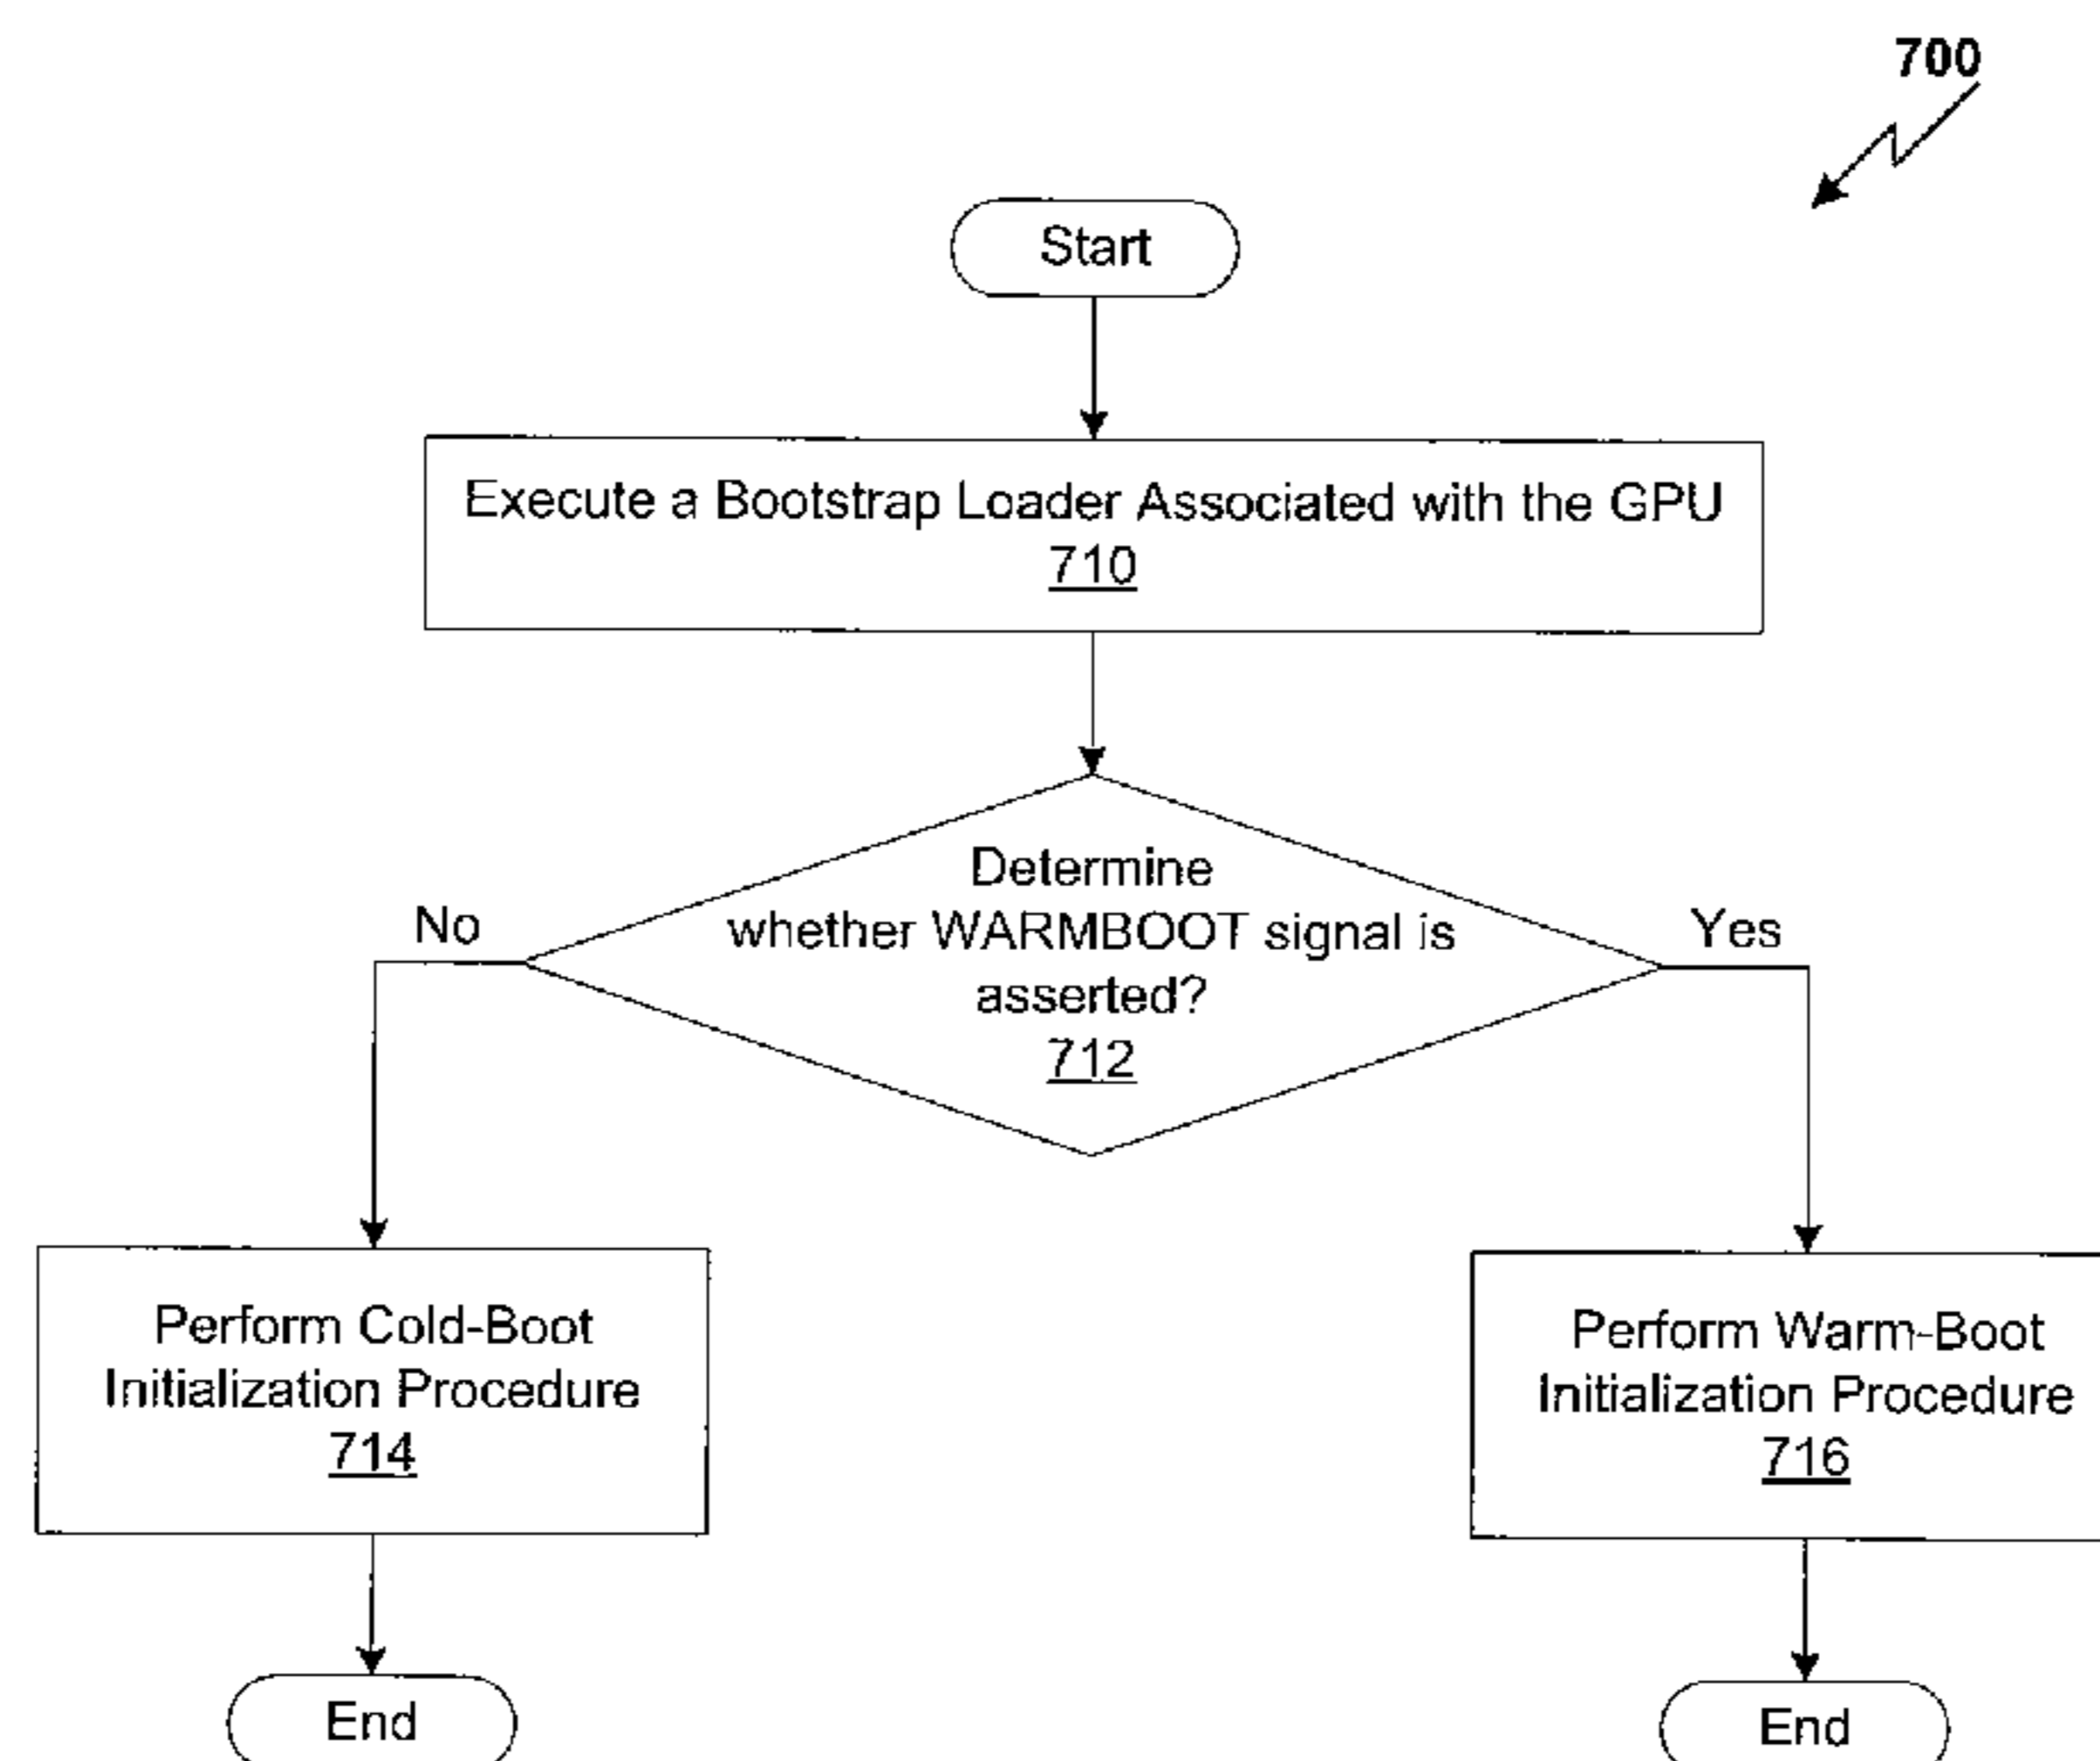 700
Start
Execute a Bootstrap Loader Associated with the GPU
710
Determine
whether WARMBOOT signal is
asserted?
712
No
Yes
Perform Cold-Boot
Initialization Procedure
714
Perform Warm-Boot
Initialization Procedure
716
End
End